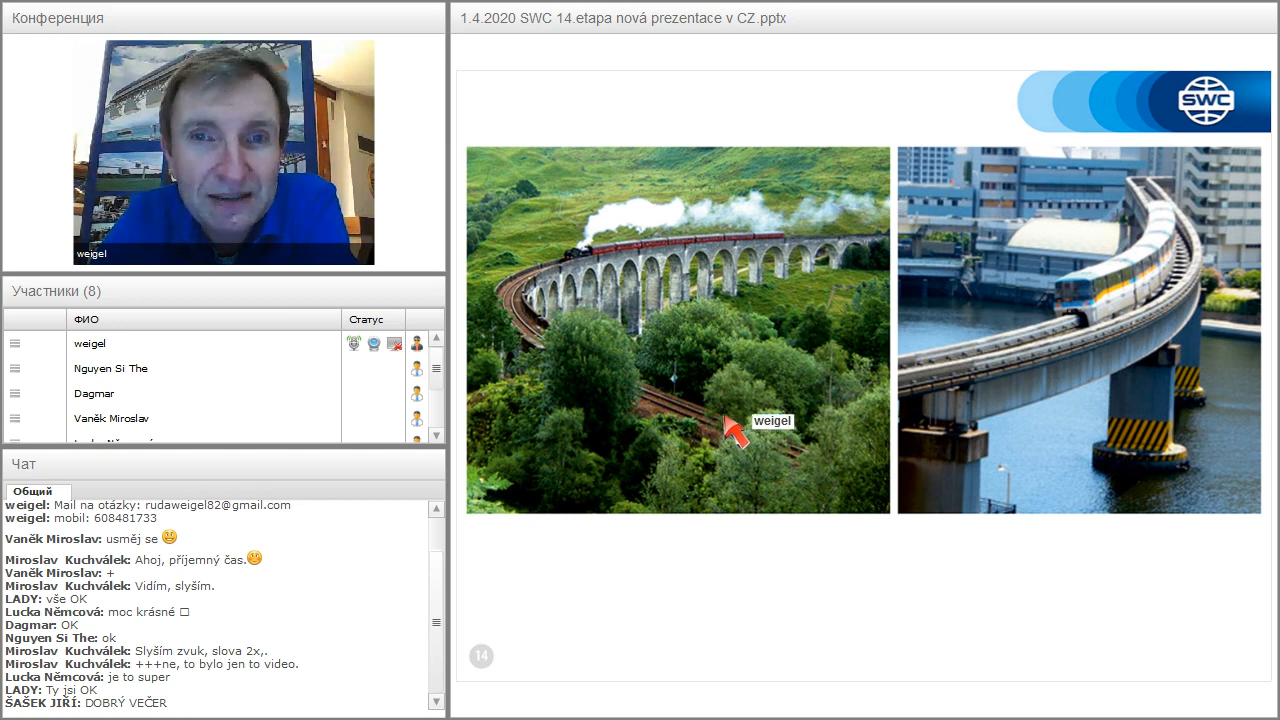 Конференция
weigel
Участники (8)
ФИО
Статус
weigel
Nguyen Si The
Dagmar
Vaněk Miroslav
Чат
Общий
weigel: Mail na otázky: rudaweigel82@gmail.com
weigel: mobil: 608481733
Vaněk Miroslav: usměj se
Miroslav Kuchválek: Ahoj, příjemný čas.
Vaněk Miroslav: +
Miroslav Kuchválek: Vidím, slyším.
LADY: vše OK
Lucka Němcová: moc krásné □
Dagmar: OK
Nguyen Si The: ok
Miroslav Kuchválek: Slyším zvuk, slova 2x,.
Miroslav Kuchválek: +++ne, to bylo jen to video.
Lucka Němcová: je to super
LADY: Ty jsi OK
ŠAŠEK JIŘÍ: DOBRÝ VEČER
1.4.2020 SWC 14.etapa nová prezentace v CZ.pptx
SWC
weigel
14